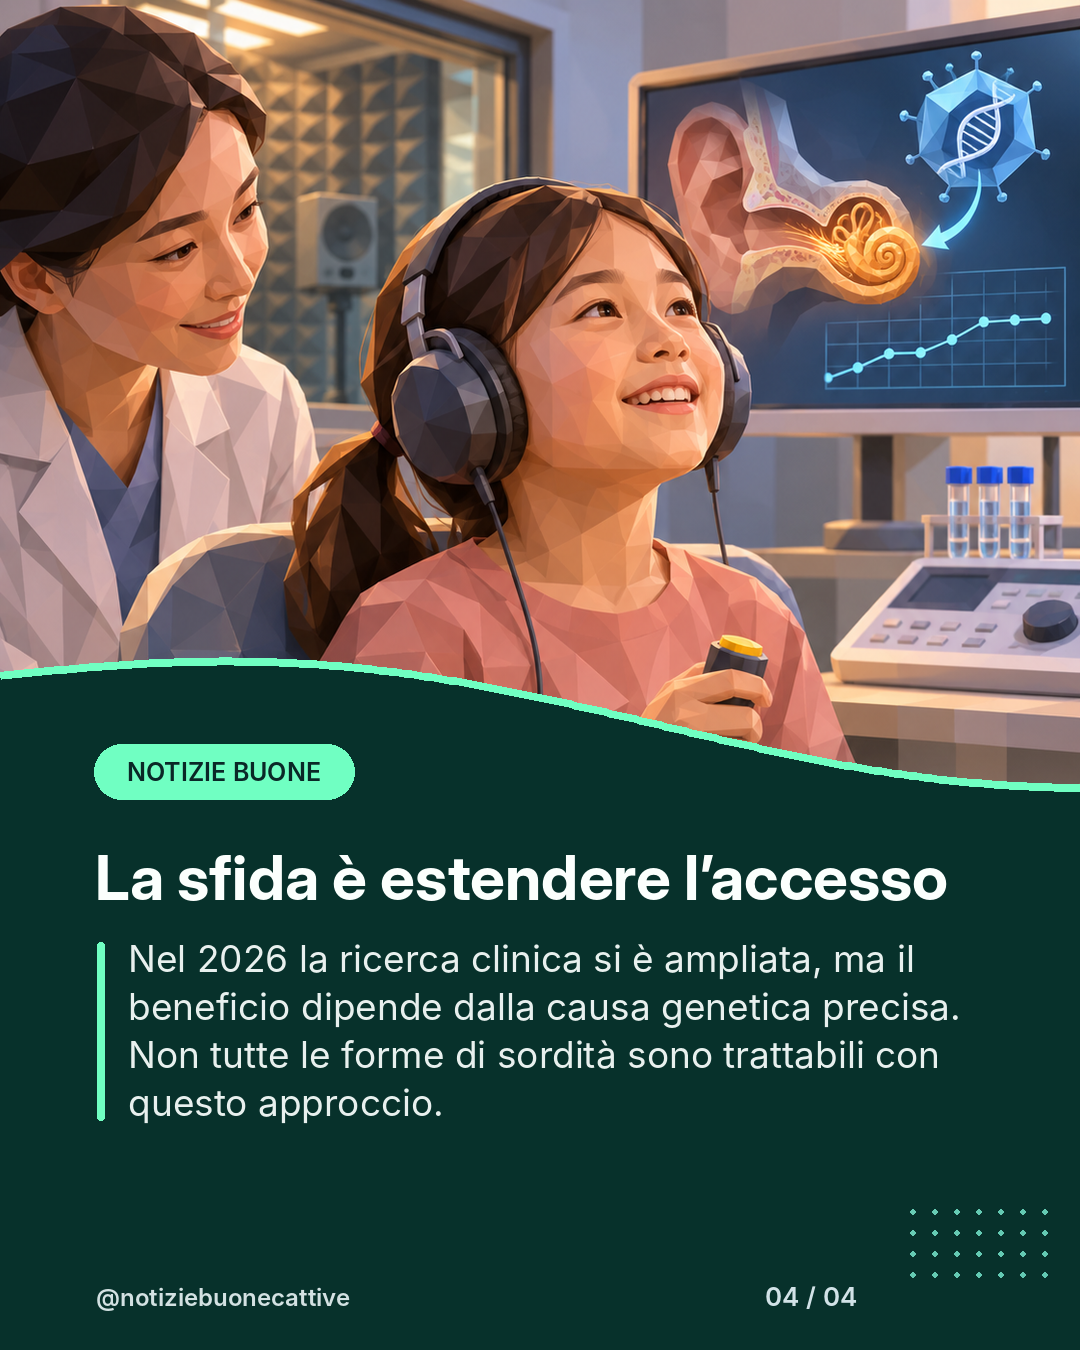 NOTIZIE BUONE
La sfida è estendere l’accesso
Nel 2026 la ricerca clinica si è ampliata, ma il
beneficio dipende dalla causa genetica precisa.
Non tutte le forme di sordità sono trattabili con
questo approccio.
@notiziebuonecattive
04 / 04